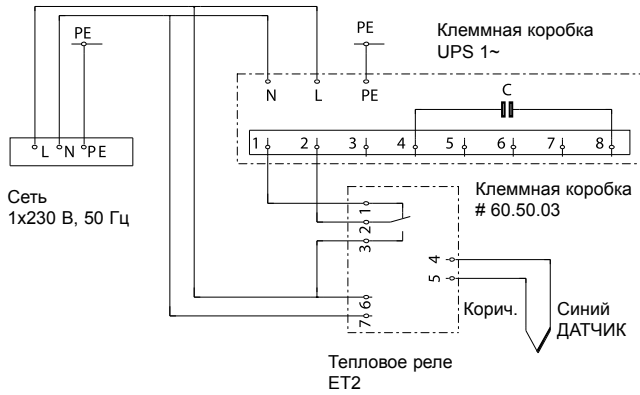 PE
PE
Клеммная коробка
UPS 1~
N L PE
C
1 2 3 4 5 6 7 8
L N PE
Сеть
1x230 В, 50 Гц
Клеммная коробка
# 60.50.03
1
2
3
4
5
6
7
Корич.
Синий
ДАТЧИК
Тепловое реле
ET2